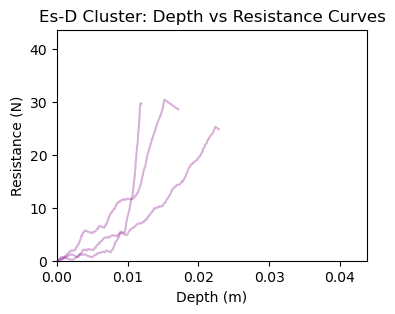 Es-D Cluster: Depth vs Resistance Curves
40
30
20
10
0
Resistance (N)
0.00 0.01 0.02 0.03 0.04
Depth (m)